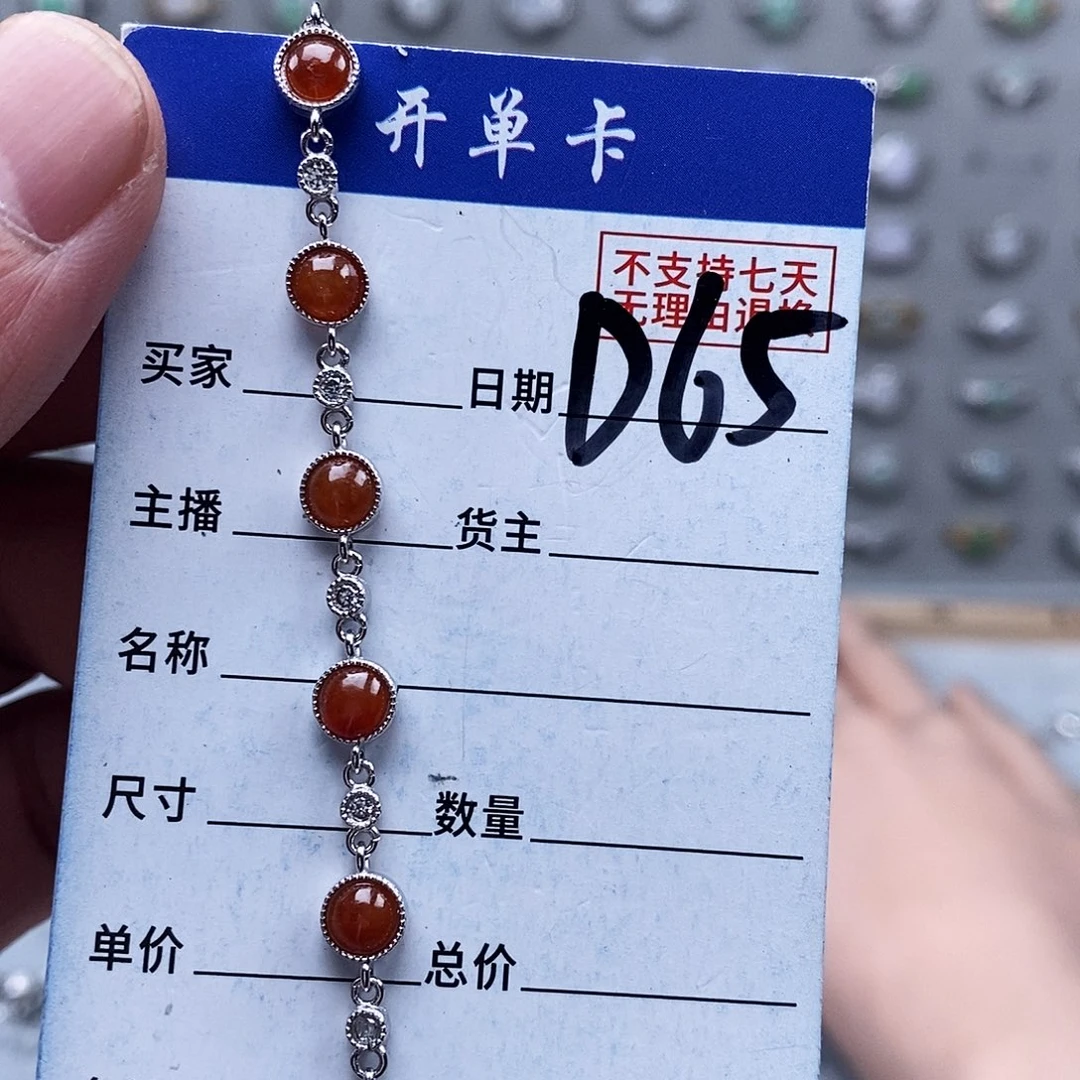 开单卡
不支持七天
无理由退换
D65
买家 日期
主播 货主
名称
尺寸 数量
单价 总价